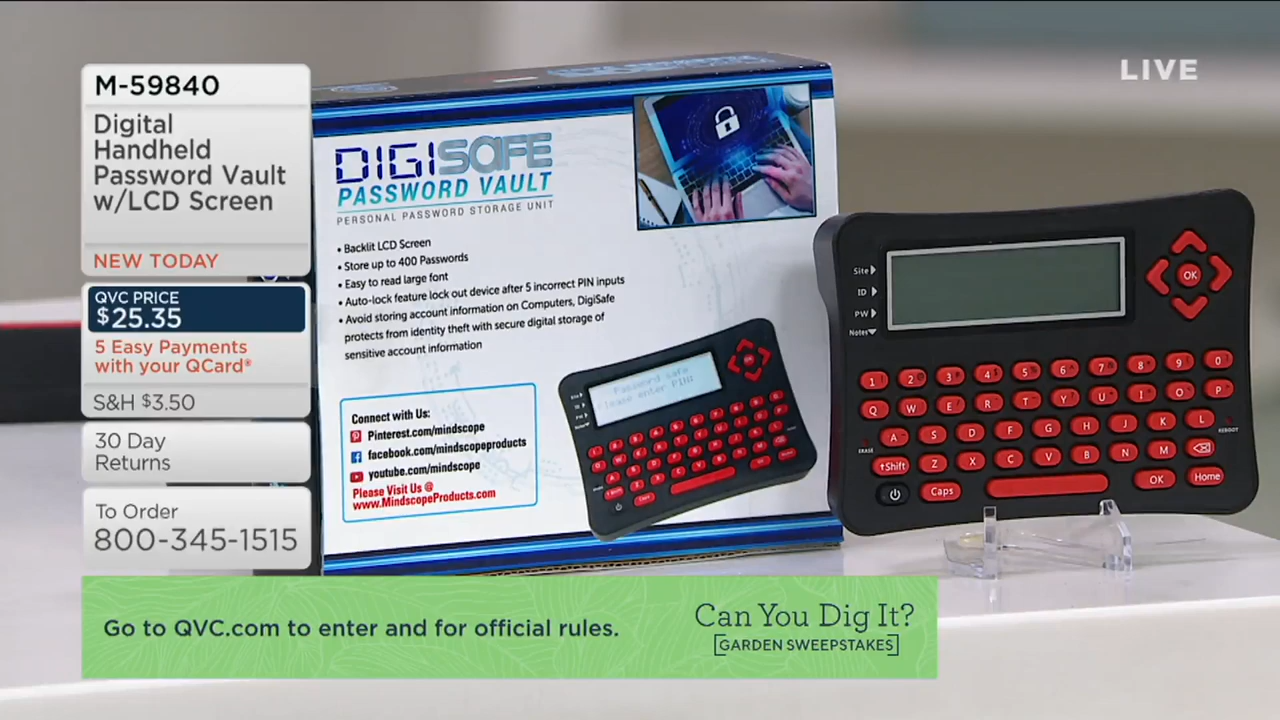 LIVE
M-59840
Digital
Handheld
Password Vault
w/LCD Screen
NEW TODAY
QVC PRICE
$25.35
5 Easy Payments
with your QCard®
S&H $3.50
30 Day
Returns
To Order
800-345-1515
DIGISAFE
PASSWORD VAULT
PERSONAL PASSWORD STORAGE UNIT
• Backlit LCD Screen
• Store up to 400 Passwords
• Easy to read large font
• Auto-lock feature lock out device after 5 incorrect PIN inputs
• Avoid storing account information on Computers, DigiSafe
protects from identity theft with secure digital storage of
sensitive account information
Connect with Us:
Pinterest.com/mindscope
facebook.com/mindscopeproducts
youtube.com/mindscope
Please Visit Us @
www.MindscopeProducts.com
Password safe
lease enter PIN:
Site
ID
PW
Notes
OK
1 2 3 4 5 6 7 8 9 0
Q W E R T Y U I O P
A S D F G H J K L
ERASE
REBOOT
Shift Z X C V B N M
Caps OK Home
Go to QVC.com to enter and for official rules.
Can You Dig It?
[GARDEN SWEEPSTAKES]